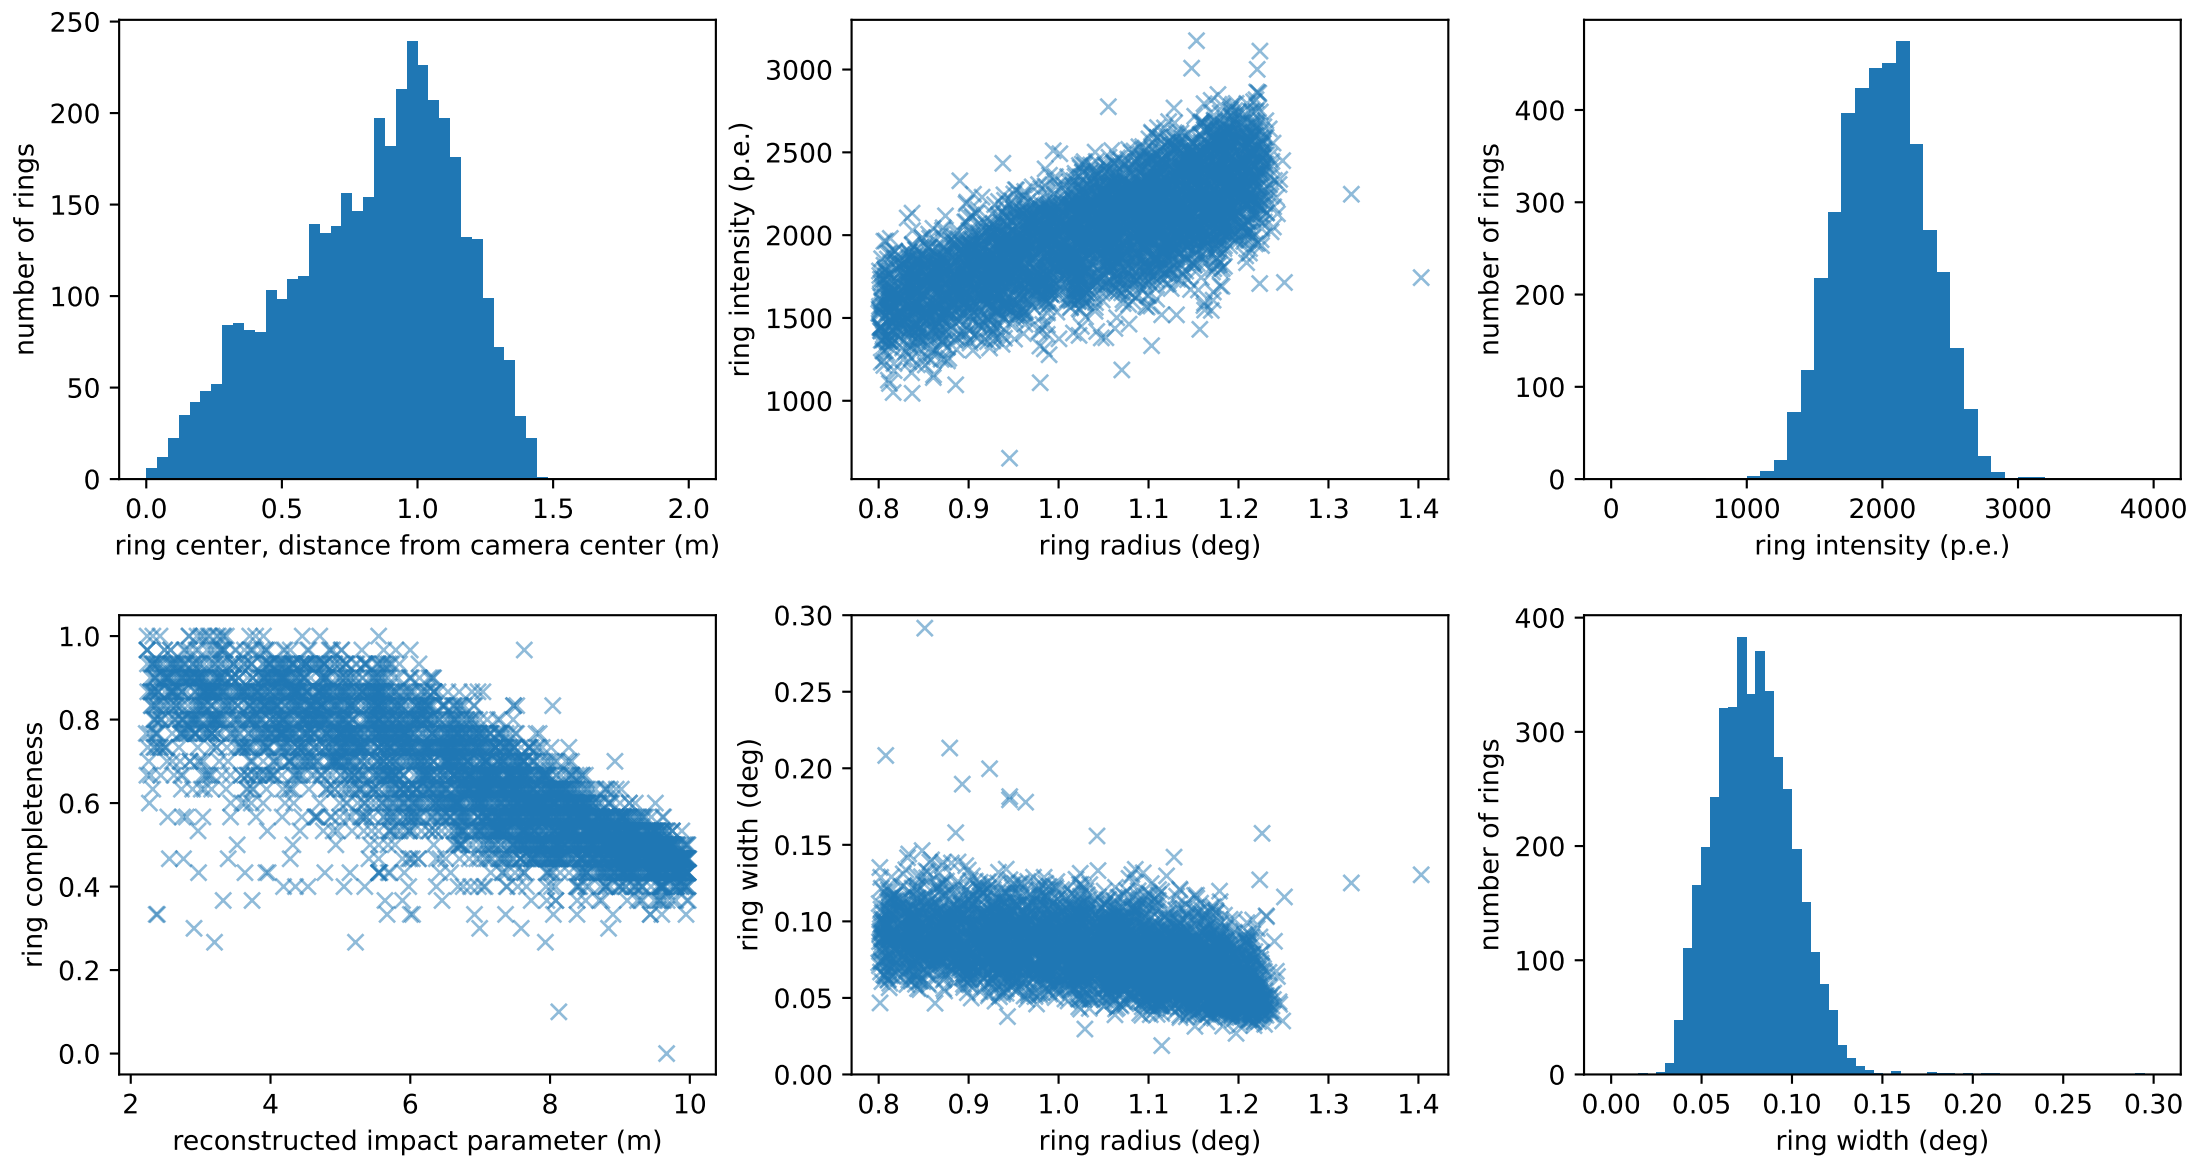 250
200
150
100
50
0
number of rings
0.0 0.5 1.0 1.5 2.0
ring center, distance from camera center (m)
3000
2500
2000
1500
1000
ring intensity (p.e.)
0.8 0.9 1.0 1.1 1.2 1.3 1.4
ring radius (deg)
400
300
200
100
0
number of rings
0 1000 2000 3000 4000
ring intensity (p.e.)
1.0
0.8
0.6
0.4
0.2
0.0
ring completeness
2 4 6 8 10
reconstructed impact parameter (m)
0.30
0.25
0.20
0.15
0.10
0.05
0.00
ring width (deg)
0.8 0.9 1.0 1.1 1.2 1.3 1.4
ring radius (deg)
400
300
200
100
0
number of rings
0.00 0.05 0.10 0.15 0.20 0.25 0.30
ring width (deg)